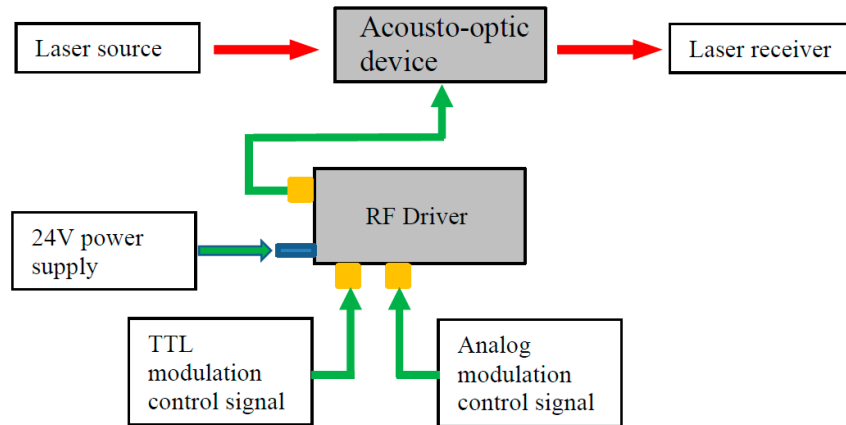 Laser source
Acousto-optic
device
Laser receiver
RF Driver
24V power
supply
TTL
modulation
control signal
Analog
modulation
control signal